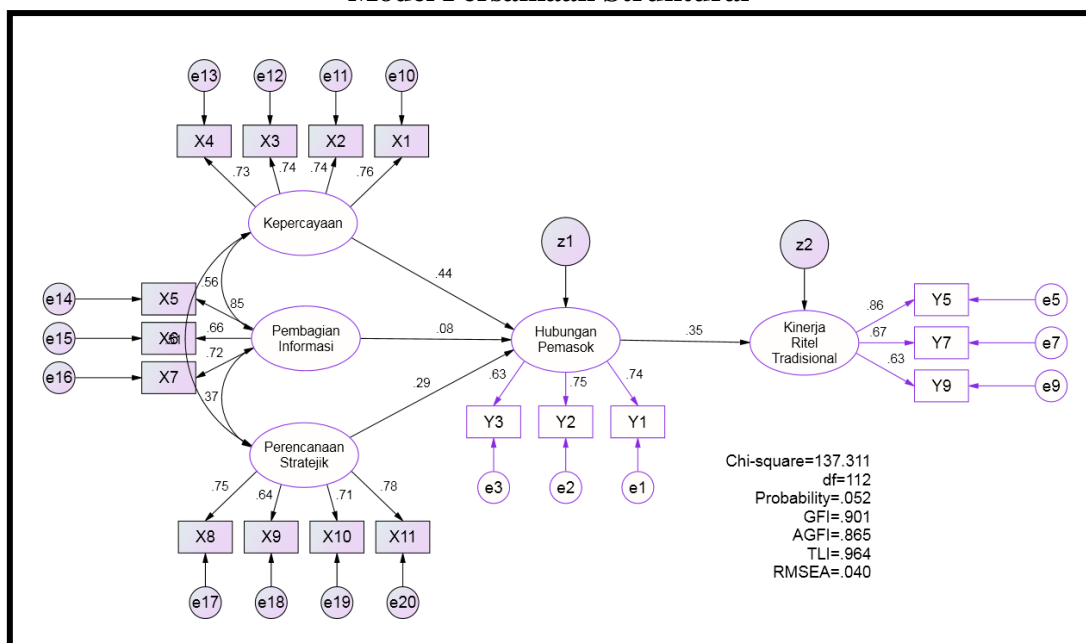 Model Persamaan Struktural
e13 e12 e11 e10
X4 X3 X2 X1
.73 .74 .74 .76
Kepercayaan
z1 z2
.44
.56 .85
e14 X5
e15 X6 .66
e16 X7 .72
Pembagian
Informasi
.08
Hubungan
Pemasok
.35
Kinerja
Ritel
Tradisional
.86 Y5 e5
.67 Y7 e7
.63 Y9 e9
.37
.29
.63 .75 .74
Y3 Y2 Y1
e3 e2 e1
Perencanaan
Stratejik
.75 .64 .71 .78
X8 X9 X10 X11
e17 e18 e19 e20
Chi-square=137.311
df=112
Probability=.052
GFI=.901
AGFI=.865
TLI=.964
RMSEA=.040